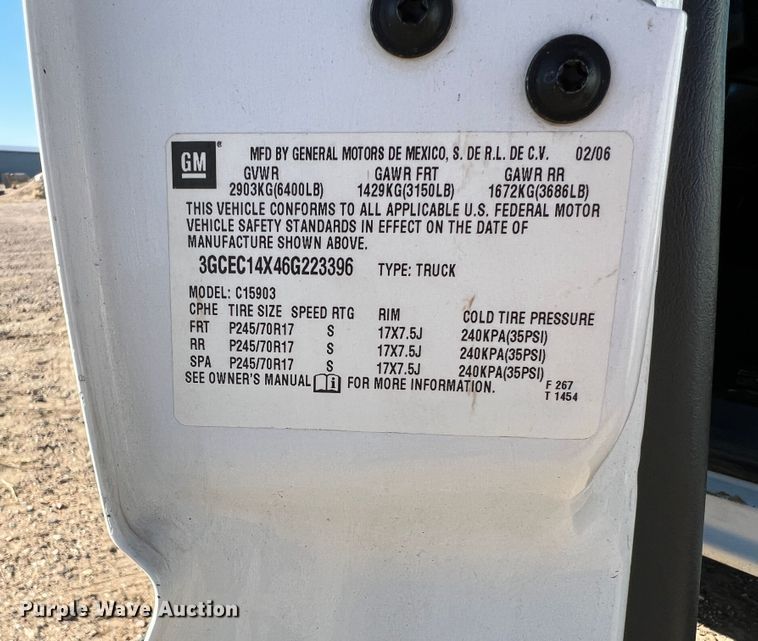 GM MFD BY GENERAL MOTORS DE MEXICO, S. DE R.L. DE C.V. 02/06
GVWR GAWR FRT GAWR RR
2903KG(6400LB) 1429KG(3150LB) 1672KG(3686LB)
THIS VEHICLE CONFORMS TO ALL APPLICABLE U.S. FEDERAL MOTOR
VEHICLE SAFETY STANDARDS IN EFFECT ON THE DATE OF
MANUFACTURE SHOWN ABOVE.
3GCEC14X46G223396 TYPE: TRUCK
MODEL: C15903
CPHE TIRE SIZE SPEED RTG RIM COLD TIRE PRESSURE
FRT P245/70R17 S 17X7.5J 240KPA(35PSI)
RR P245/70R17 S 17X7.5J 240KPA(35PSI)
SPA P245/70R17 S 17X7.5J 240KPA(35PSI)
SEE OWNER'S MANUAL FOR MORE INFORMATION.
F 267
T 1454
Purple Wave Auction